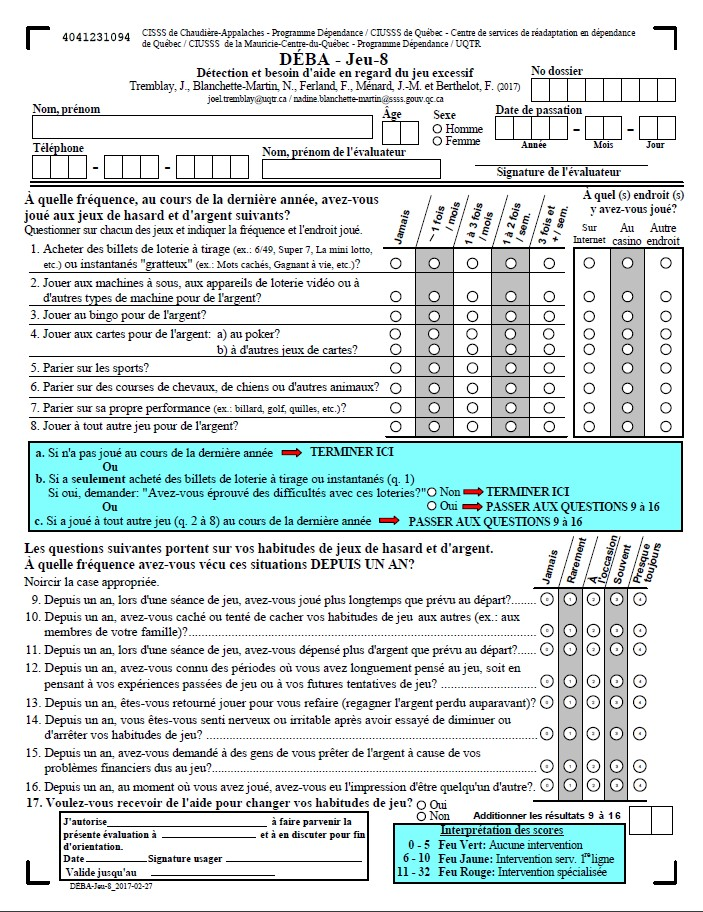 4041231094
CISSS de Chaudière-Appalaches - Programme Dépendance / CIUSSS de Québec - Centre de services de réadaptation en dépendance
de Québec / CIUSSS de la Mauricie-Centre-du-Québec - Programme Dépendance / UQTR
DÉBA - Jeu-8
Détection et besoin d'aide en regard du jeu excessif
Tremblay, J., Blanchette-Martin, N., Ferland, F., Ménard, J.-M. et Berthelot, F. (2017)
joel.tremblay@uqtr.ca / nadine.blanchette-martin@ssss.gouv.qc.ca
No dossier
Nom, prénom
Âge
Sexe
Homme
Femme
Date de passation
Année Mois Jour
Téléphone
Nom, prénom de l'évaluateur
Signature de l'évaluateur
À quelle fréquence, au cours de la dernière année, avez-vous
joué aux jeux de hasard et d'argent suivants?
Questionner sur chacun des jeux et indiquer la fréquence et l'endroit joué.
Jamais
– 1 fois / mois
1 à 3 fois / mois
1 à 2 fois / sem.
3 fois et + / sem.
À quel (s) endroit (s)
y avez-vous joué?
Sur Internet
Au casino
Autre endroit
1. Acheter des billets de loterie à tirage (ex.: 6/49, Super 7, La mini lotto,
etc.) ou instantanés "gratteux" (ex.: Mots cachés, Gagnant à vie, etc.)?
2. Jouer aux machines à sous, aux appareils de loterie vidéo ou à
d'autres types de machine pour de l'argent?
3. Jouer au bingo pour de l'argent?
4. Jouer aux cartes pour de l'argent: a) au poker?
b) à d'autres jeux de cartes?
5. Parier sur les sports?
6. Parier sur des courses de chevaux, de chiens ou d'autres animaux?
7. Parier sur sa propre performance (ex.: billard, golf, quilles, etc.)?
8. Jouer à tout autre jeu pour de l'argent?
a. Si n'a pas joué au cours de la dernière année TERMINER ICI
Ou
b. Si a seulement acheté des billets de loterie à tirage ou instantanés (q. 1)
Si oui, demander: "Avez-vous éprouvé des difficultés avec ces loteries?" Non TERMINER ICI
Ou Oui PASSER AUX QUESTIONS 9 à 16
c. Si a joué à tout autre jeu (q. 2 à 8) au cours de la dernière année PASSER AUX QUESTIONS 9 à 16
Les questions suivantes portent sur vos habitudes de jeux de hasard et d'argent.
À quelle fréquence avez-vous vécu ces situations DEPUIS UN AN?
Noircir la case appropriée.
Jamais
Rarement
À l'occasion
Souvent
Presque toujours
9. Depuis un an, lors d'une séance de jeu, avez-vous joué plus longtemps que prévu au départ?........ 0 1 2 3 4
10. Depuis un an, avez-vous caché ou tenté de cacher vos habitudes de jeu aux autres (ex.: aux
membres de votre famille)?........ 0 1 2 3 4
11. Depuis un an, lors d'une séance de jeu, avez-vous dépensé plus d'argent que prévu au départ?...... 0 1 2 3 4
12. Depuis un an, avez-vous connu des périodes où vous avez longuement pensé au jeu, soit en
pensant à vos expériences passées de jeu ou à vos futures tentatives de jeu? ........ 0 1 2 3 4
13. Depuis un an, êtes-vous retourné jouer pour vous refaire (regagner l'argent perdu auparavant)? 0 1 2 3 4
14. Depuis un an, vous êtes-vous senti nerveux ou irritable après avoir essayé de diminuer ou
d'arrêter vos habitudes de jeu? ........ 0 1 2 3 4
15. Depuis un an, avez-vous demandé à des gens de vous prêter de l'argent à cause de vos
problèmes financiers dus au jeu?........ 0 1 2 3 4
16. Depuis un an, au moment où vous avez joué, avez-vous eu l'impression d'être quelqu'un d'autre?. 0 1 2 3 4
17. Voulez-vous recevoir de l'aide pour changer vos habitudes de jeu? Oui
Non
Additionner les résultats 9 à 16
J'autorise____ à faire parvenir la
présente évaluation à ____ et à en discuter pour fin
d'orientation.
Date ____ Signature usager ____
Valide jusqu'au ____
Interprétation des scores
0 - 5 Feu Vert: Aucune intervention
6 - 10 Feu Jaune: Intervention serv. 1re ligne
11 - 32 Feu Rouge: Intervention spécialisée
DÉBA-Jeu-8_2017-02-27